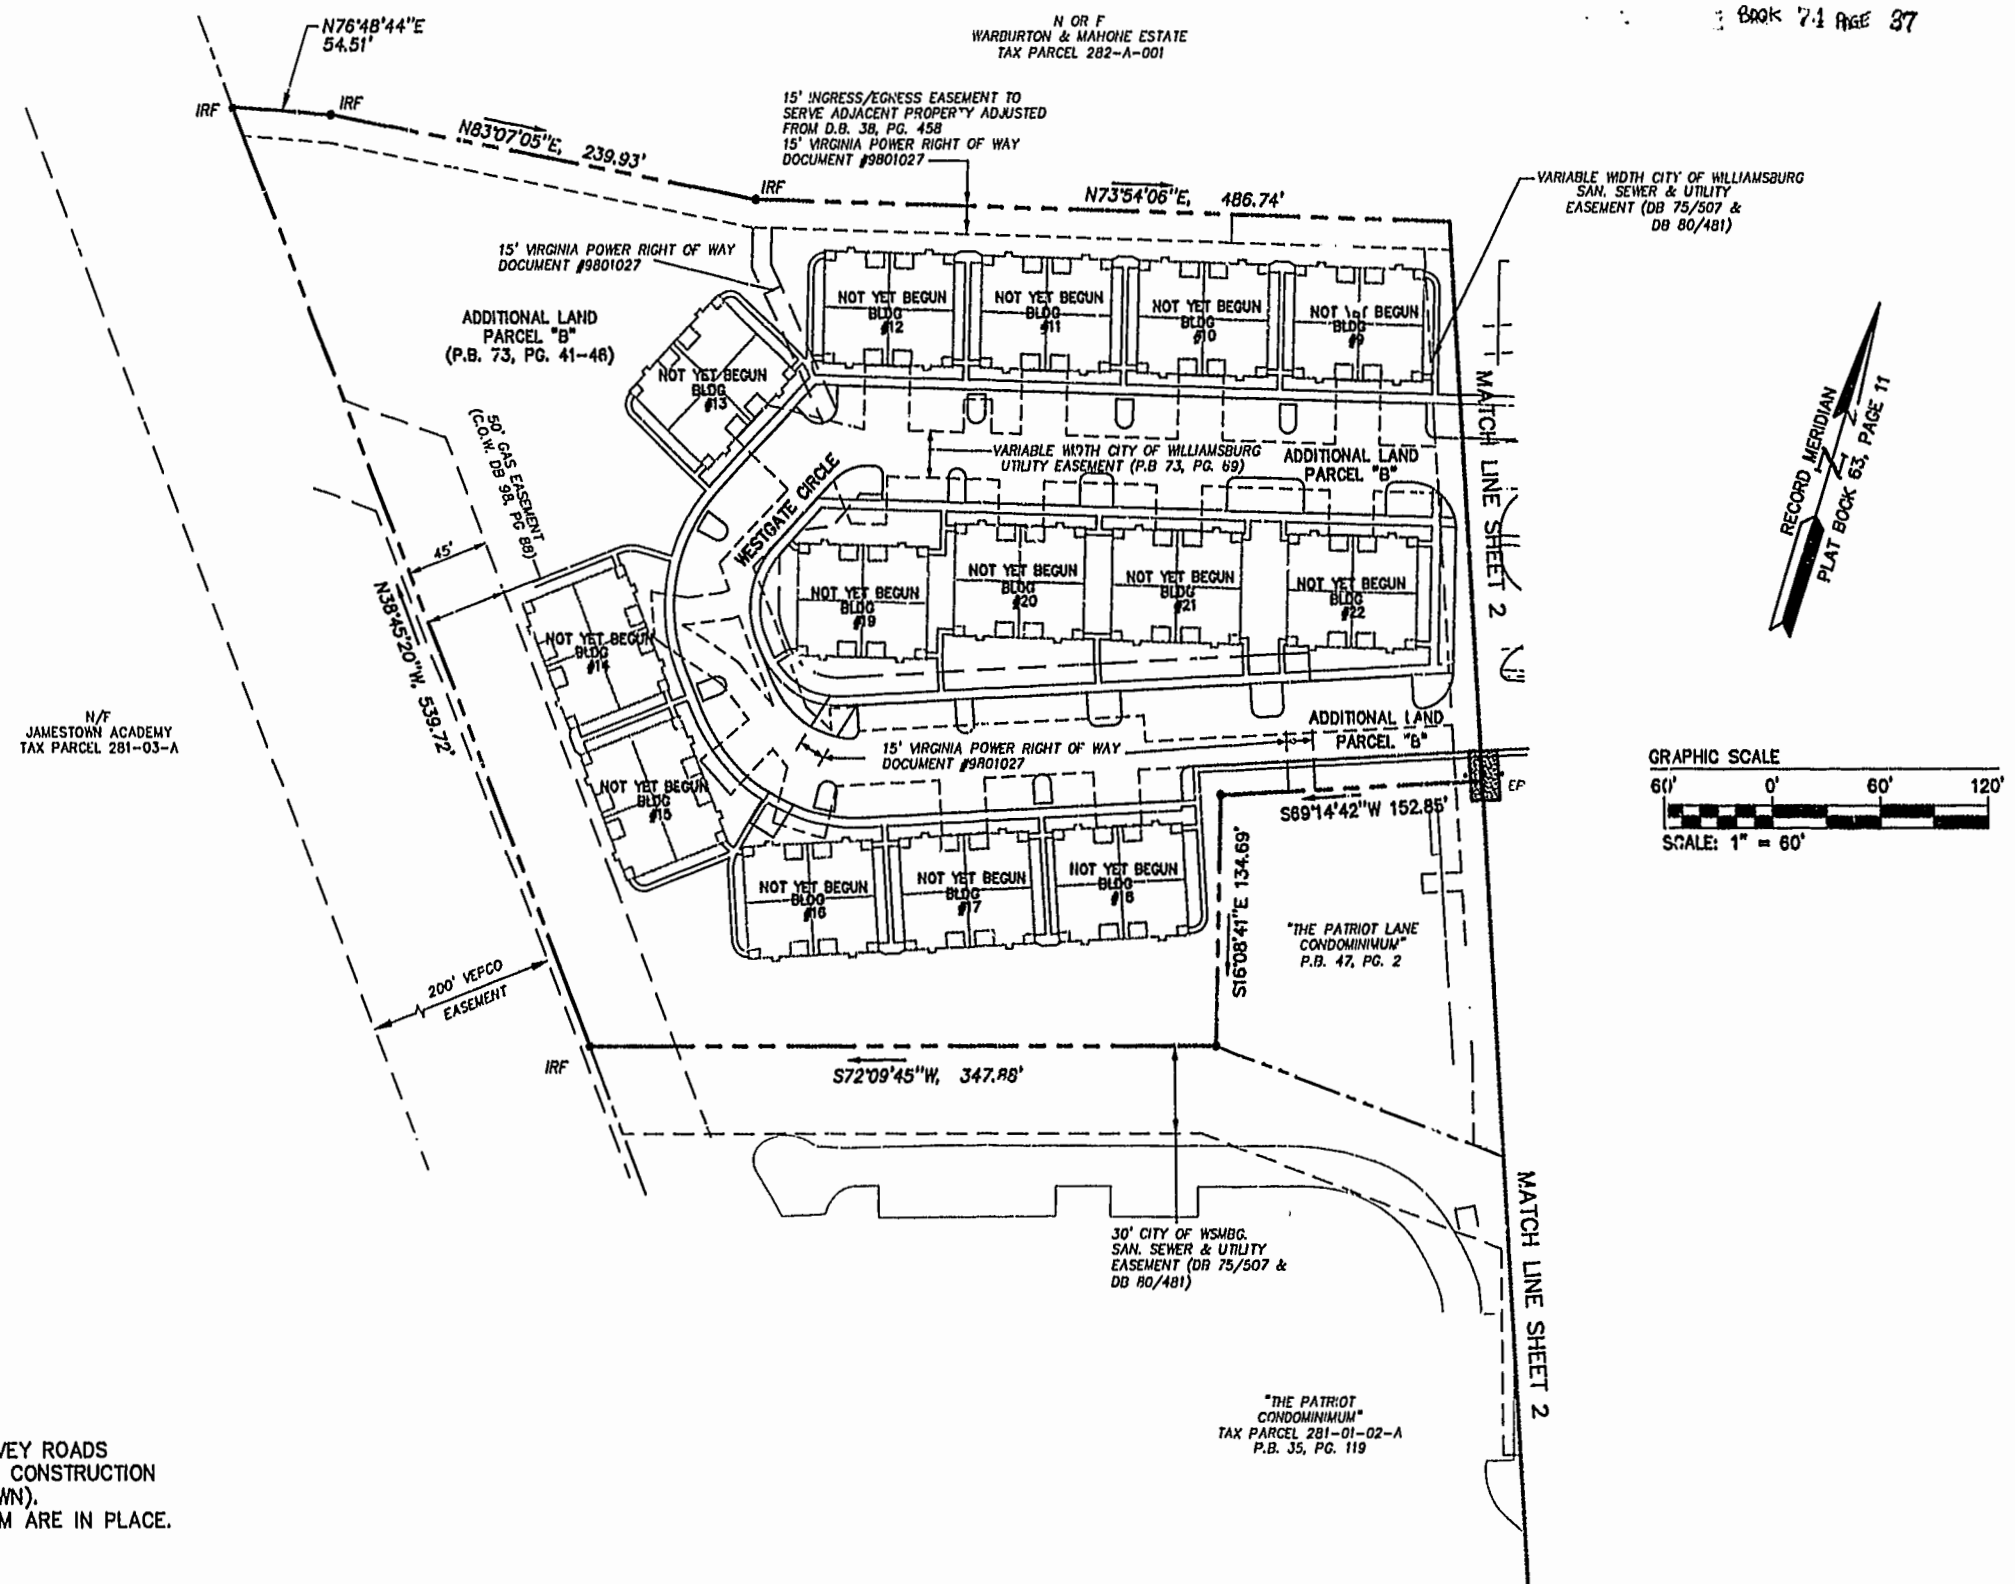 BOOK 71 PAGE 37
N76°48'44"E
54.51'
N OR F
WARBURTON & MAHONE ESTATE
TAX PARCEL 282-A-001
IRF
IRF
N83°07'05"E, 239.93'
IRF
15' INGRESS/EGRESS EASEMENT TO
SERVE ADJACENT PROPERTY ADJUSTED
FROM D.B. 38, PG. 458
15' VIRGINIA POWER RIGHT OF WAY
DOCUMENT #9801027
N73°54'06"E, 486.74'
VARIABLE WIDTH CITY OF WILLIAMSBURG
SAN. SEWER & UTILITY
EASEMENT (DB 75/507 &
DB 80/481)
15' VIRGINIA POWER RIGHT OF WAY
DOCUMENT #9801027
ADDITIONAL LAND
PARCEL "B"
(P.B. 73, PG. 41-46)
NOT YET BEGUN
BLDG
#12
NOT YET BEGUN
BLDG
#11
NOT YET BEGUN
BLDG
#10
NOT YET BEGUN
BLDG
#9
NOT YET BEGUN
BLDG
#13
MATCH LINE SHEET 2
50' GAS EASEMENT
(C.O.W. DB 98, PG 88)
VARIABLE WIDTH CITY OF WILLIAMSBURG
UTILITY EASEMENT (P.B 73, PG. 69)
ADDITIONAL LAND
PARCEL "B"
WESTGATE CIRCLE
RECORD MERIDIAN
PLAT BOOK 63, PAGE 11
45'
N38°45'20"W, 539.72'
NOT YET BEGUN
BLDG
#19
NOT YET BEGUN
BLDG
#20
NOT YET BEGUN
BLDG
#21
NOT YET BEGUN
BLDG
#22
NOT YET BEGUN
BLDG
#14
N/F
JAMESTOWN ACADEMY
TAX PARCEL 281-03-A
NOT YET BEGUN
BLDG
#15
15' VIRGINIA POWER RIGHT OF WAY
DOCUMENT #9801027
ADDITIONAL LAND
PARCEL "B"
EP
S69°14'42"W 152.85'
GRAPHIC SCALE
60' 0' 60' 120'
SCALE: 1" = 60'
NOT YET BEGUN
BLDG
#16
NOT YET BEGUN
BLDG
#17
NOT YET BEGUN
BLDG
#18
S16°08'41"E 134.69'
"THE PATRIOT LANE
CONDOMINIMUM"
P.B. 47, PG. 2
200' VEPCO
EASEMENT
IRF
S72°09'45"W, 347.88'
30' CITY OF WSMBG.
SAN. SEWER & UTILITY
EASEMENT (DB 75/507 &
DB 80/481)
MATCH LINE SHEET 2
"THE PATRIOT
CONDOMINIMUM"
TAX PARCEL 281-01-02-A
P.B. 35, PG. 119
VEY ROADS
CONSTRUCTION
WN).
M ARE IN PLACE.